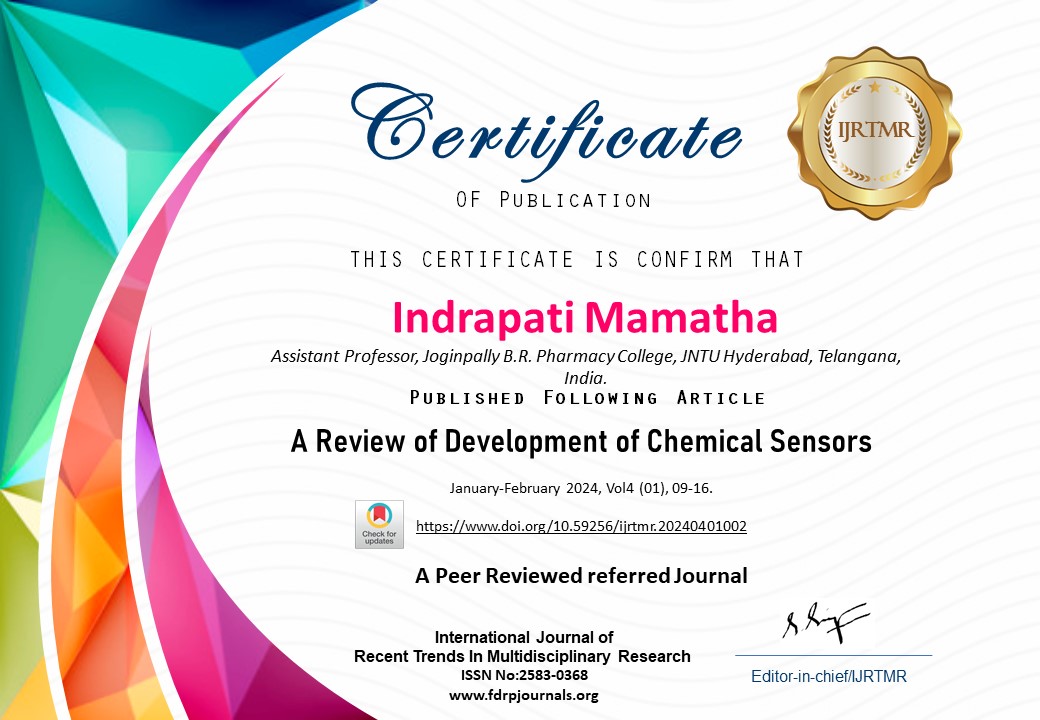 Certificate
OF PUBLICATION
IJRTMR
THIS CERTIFICATE IS CONFIRM THAT
Indrapati Mamatha
Assistant Professor, Joginpally B.R. Pharmacy College, JNTU Hyderabad, Telangana,
India.
PUBLISHED FOLLOWING ARTICLE
A Review of Development of Chemical Sensors
January-February 2024, Vol4 (01), 09-16.
Check for
updates
https://www.doi.org/10.59256/ijrtmr.20240401002
A Peer Reviewed referred Journal
International Journal of
Recent Trends In Multidisciplinary Research
ISSN No:2583-0368
www.fdrpjournals.org
Editor-in-chief/IJRTMR